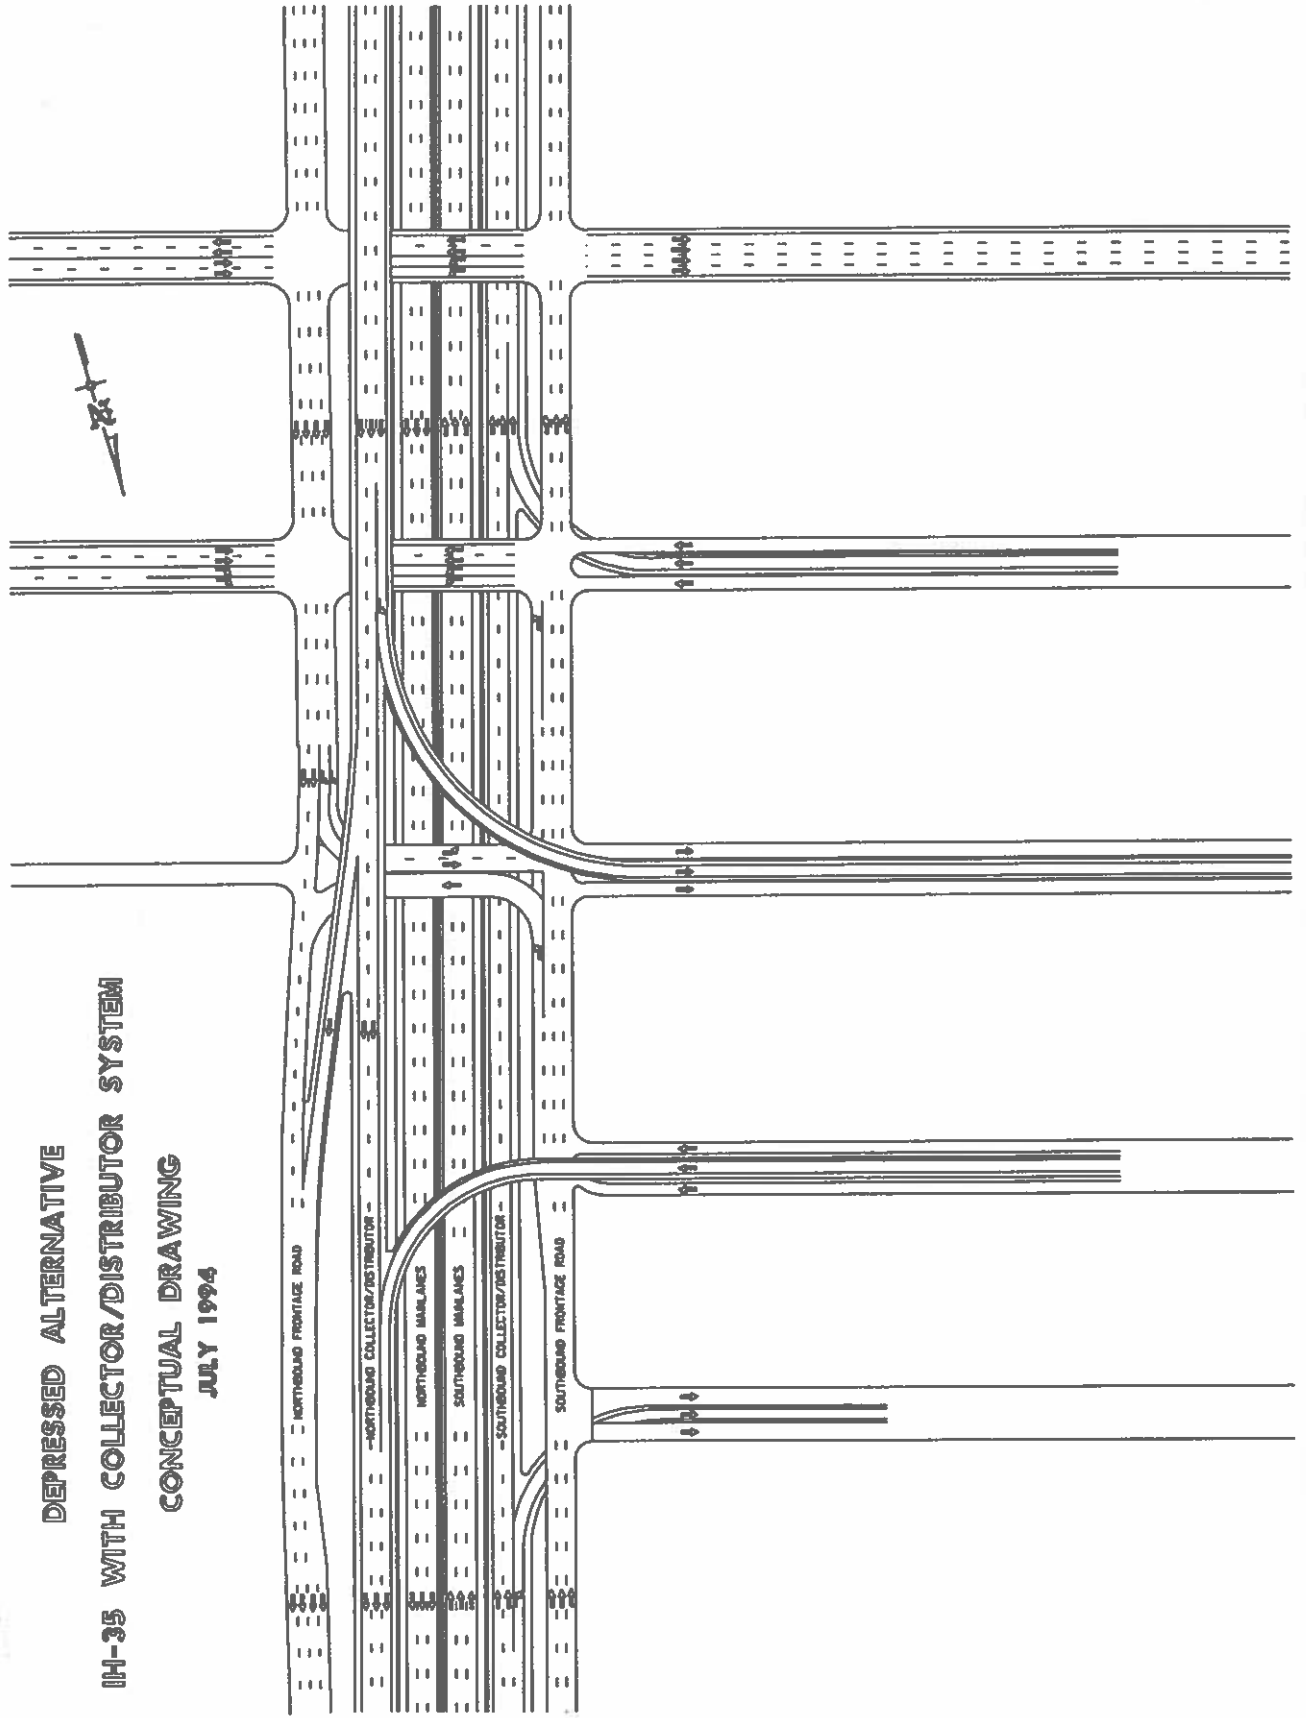 DEPRESSED ALTERNATIVE
IH-35 WITH COLLECTOR/DISTRIBUTOR SYSTEM
CONCEPTUAL DRAWING
JULY 1994
NORTHBOUND FRONTAGE ROAD
NORTHBOUND COLLECTOR/DISTRIBUTOR
NORTHBOUND MAINLANES
SOUTHBOUND MAINLANES
SOUTHBOUND COLLECTOR/DISTRIBUTOR
SOUTHBOUND FRONTAGE ROAD